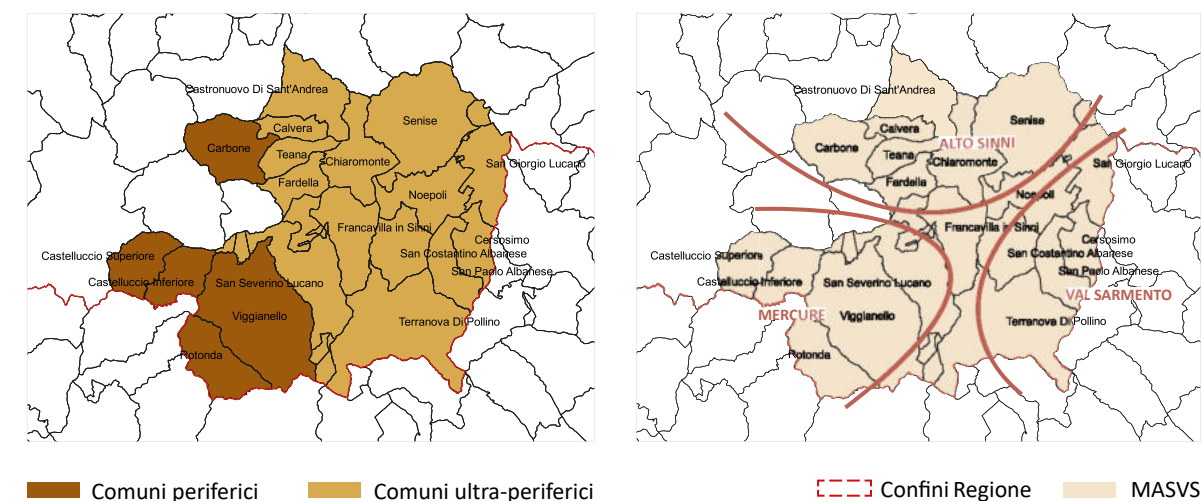 Castronuovo Di Sant'Andrea
Senise
Calvera
Carbone
Teana
Chiaromonte
San Giorgio Lucano
Fardella
Noepoli
Francavilla in Sinni
Cersosimo
Castelluccio Superiore
San Costantino Albanese
San Paolo Albanese
Castelluccio Inferiore
San Severino Lucano
Viggianello
Terranova Di Pollino
Rotonda
Castronuovo Di Sant'Andrea
Senise
Calvera
ALTO SINNI
Carbone
Teana
Chiaromonte
San Giorgio Lucano
Fardella
Noepoli
Francavilla in Sinni
Cersosimo
Castelluccio Superiore
San Costantino Albanese
San Paolo Albanese
Castelluccio Inferiore
San Severino Lucano
VAL SARMENTO
MERCURE
Viggianello
Terranova Di Pollino
Rotonda
Comuni periferici
Comuni ultra-periferici
Confini Regione
MASVS